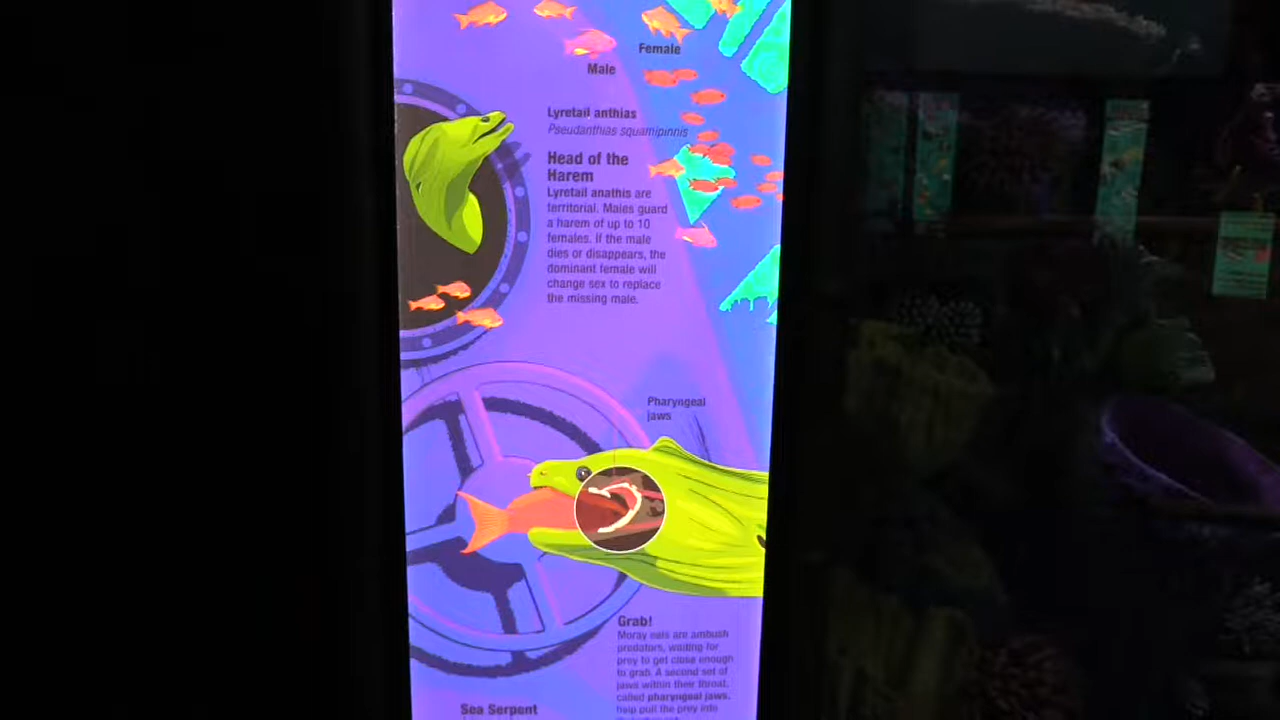 Female
Male
Lyretail anthias
Pseudanthias squamipinnis
Head of the
Harem
Lyretail anathis are
territorial. Males guard
a harem of up to 10
females. If the male
dies or disappears, the
dominant female will
change sex to replace
the missing male.
Pharyngeal
jaws
Grab!
Moray eels are ambush
predators, waiting for
prey to get close enough
to grab. A second set of
jaws within their throat,
called pharyngeal jaws,
help pull the prey into
Sea Serpent